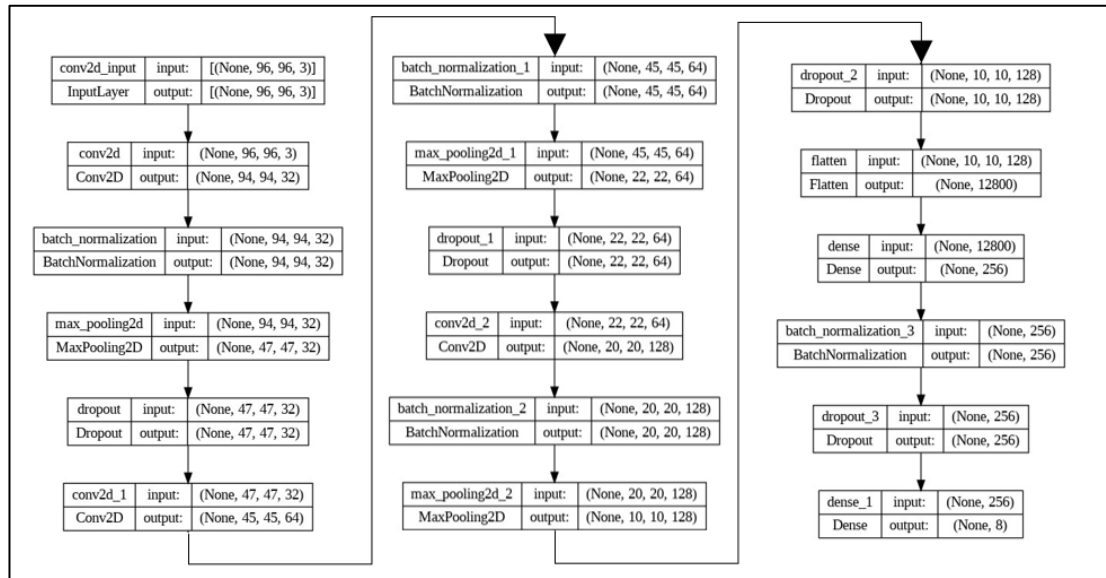 conv2d_input input: [(None, 96, 96, 3)]
InputLayer output: [(None, 96, 96, 3)]
conv2d input: (None, 96, 96, 3)
Conv2D output: (None, 94, 94, 32)
batch_normalization input: (None, 94, 94, 32)
BatchNormalization output: (None, 94, 94, 32)
max_pooling2d input: (None, 94, 94, 32)
MaxPooling2D output: (None, 47, 47, 32)
dropout input: (None, 47, 47, 32)
Dropout output: (None, 47, 47, 32)
conv2d_1 input: (None, 47, 47, 32)
Conv2D output: (None, 45, 45, 64)
batch_normalization_1 input: (None, 45, 45, 64)
BatchNormalization output: (None, 45, 45, 64)
max_pooling2d_1 input: (None, 45, 45, 64)
MaxPooling2D output: (None, 22, 22, 64)
dropout_1 input: (None, 22, 22, 64)
Dropout output: (None, 22, 22, 64)
conv2d_2 input: (None, 22, 22, 64)
Conv2D output: (None, 20, 20, 128)
batch_normalization_2 input: (None, 20, 20, 128)
BatchNormalization output: (None, 20, 20, 128)
max_pooling2d_2 input: (None, 20, 20, 128)
MaxPooling2D output: (None, 10, 10, 128)
dropout_2 input: (None, 10, 10, 128)
Dropout output: (None, 10, 10, 128)
flatten input: (None, 10, 10, 128)
Flatten output: (None, 12800)
dense input: (None, 12800)
Dense output: (None, 256)
batch_normalization_3 input: (None, 256)
BatchNormalization output: (None, 256)
dropout_3 input: (None, 256)
Dropout output: (None, 256)
dense_1 input: (None, 256)
Dense output: (None, 8)